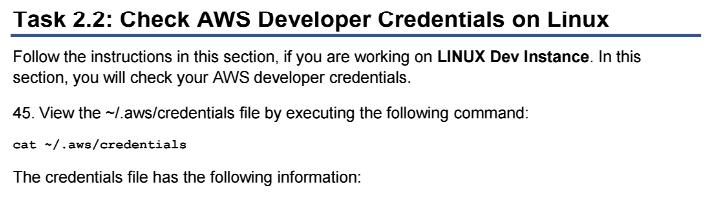 Task 2.2: Check AWS Developer Credentials on Linux
Follow the instructions in this section, if you are working on LINUX Dev Instance. In this
section, you will check your AWS developer credentials.
45. View the ~/.aws/credentials file by executing the following command:
cat ~/.aws/credentials
The credentials file has the following information: